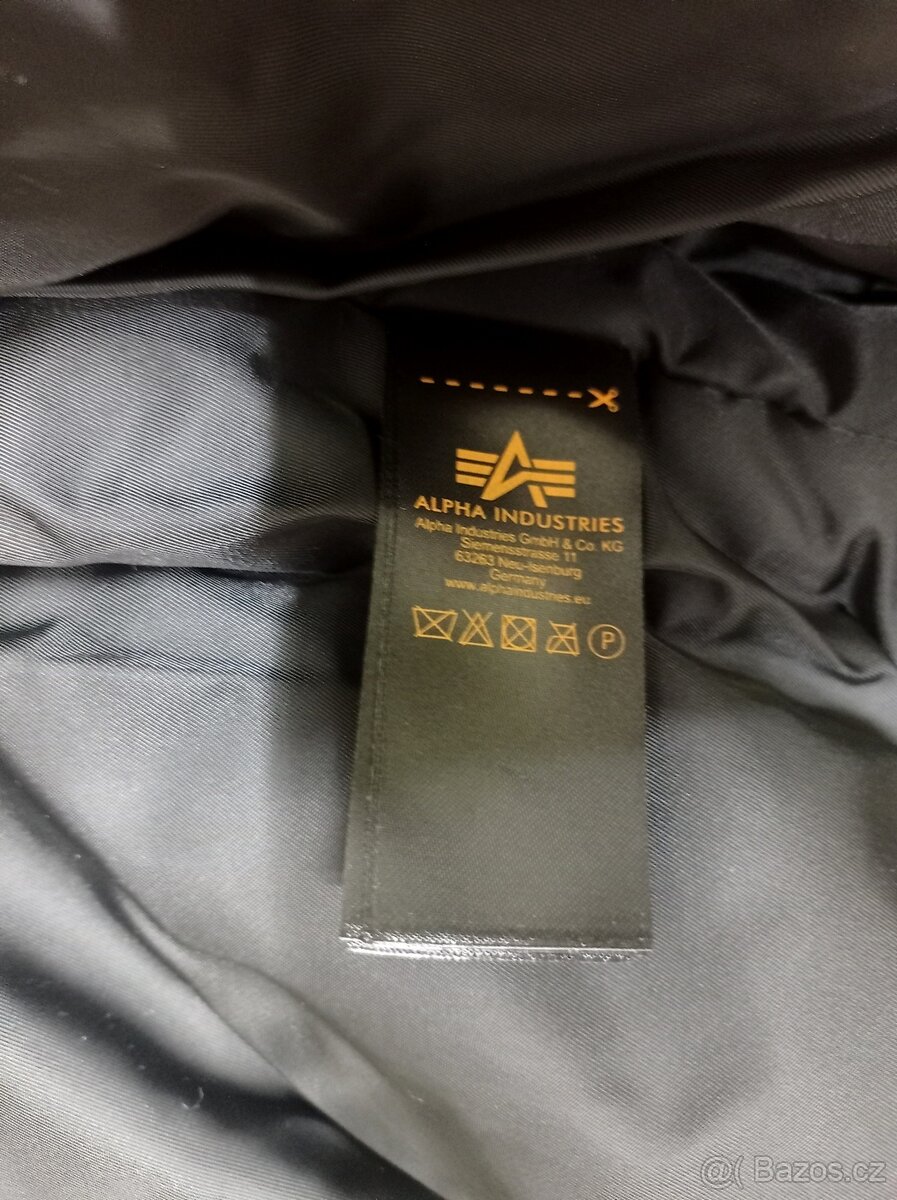 ALPHA INDUSTRIES
Alpha Industries GmbH & Co. KG
Siemensstrasse 11
63263 Neu-Isenburg
Germany
www.alphaindustries.eu
P
@( Bazos.cz